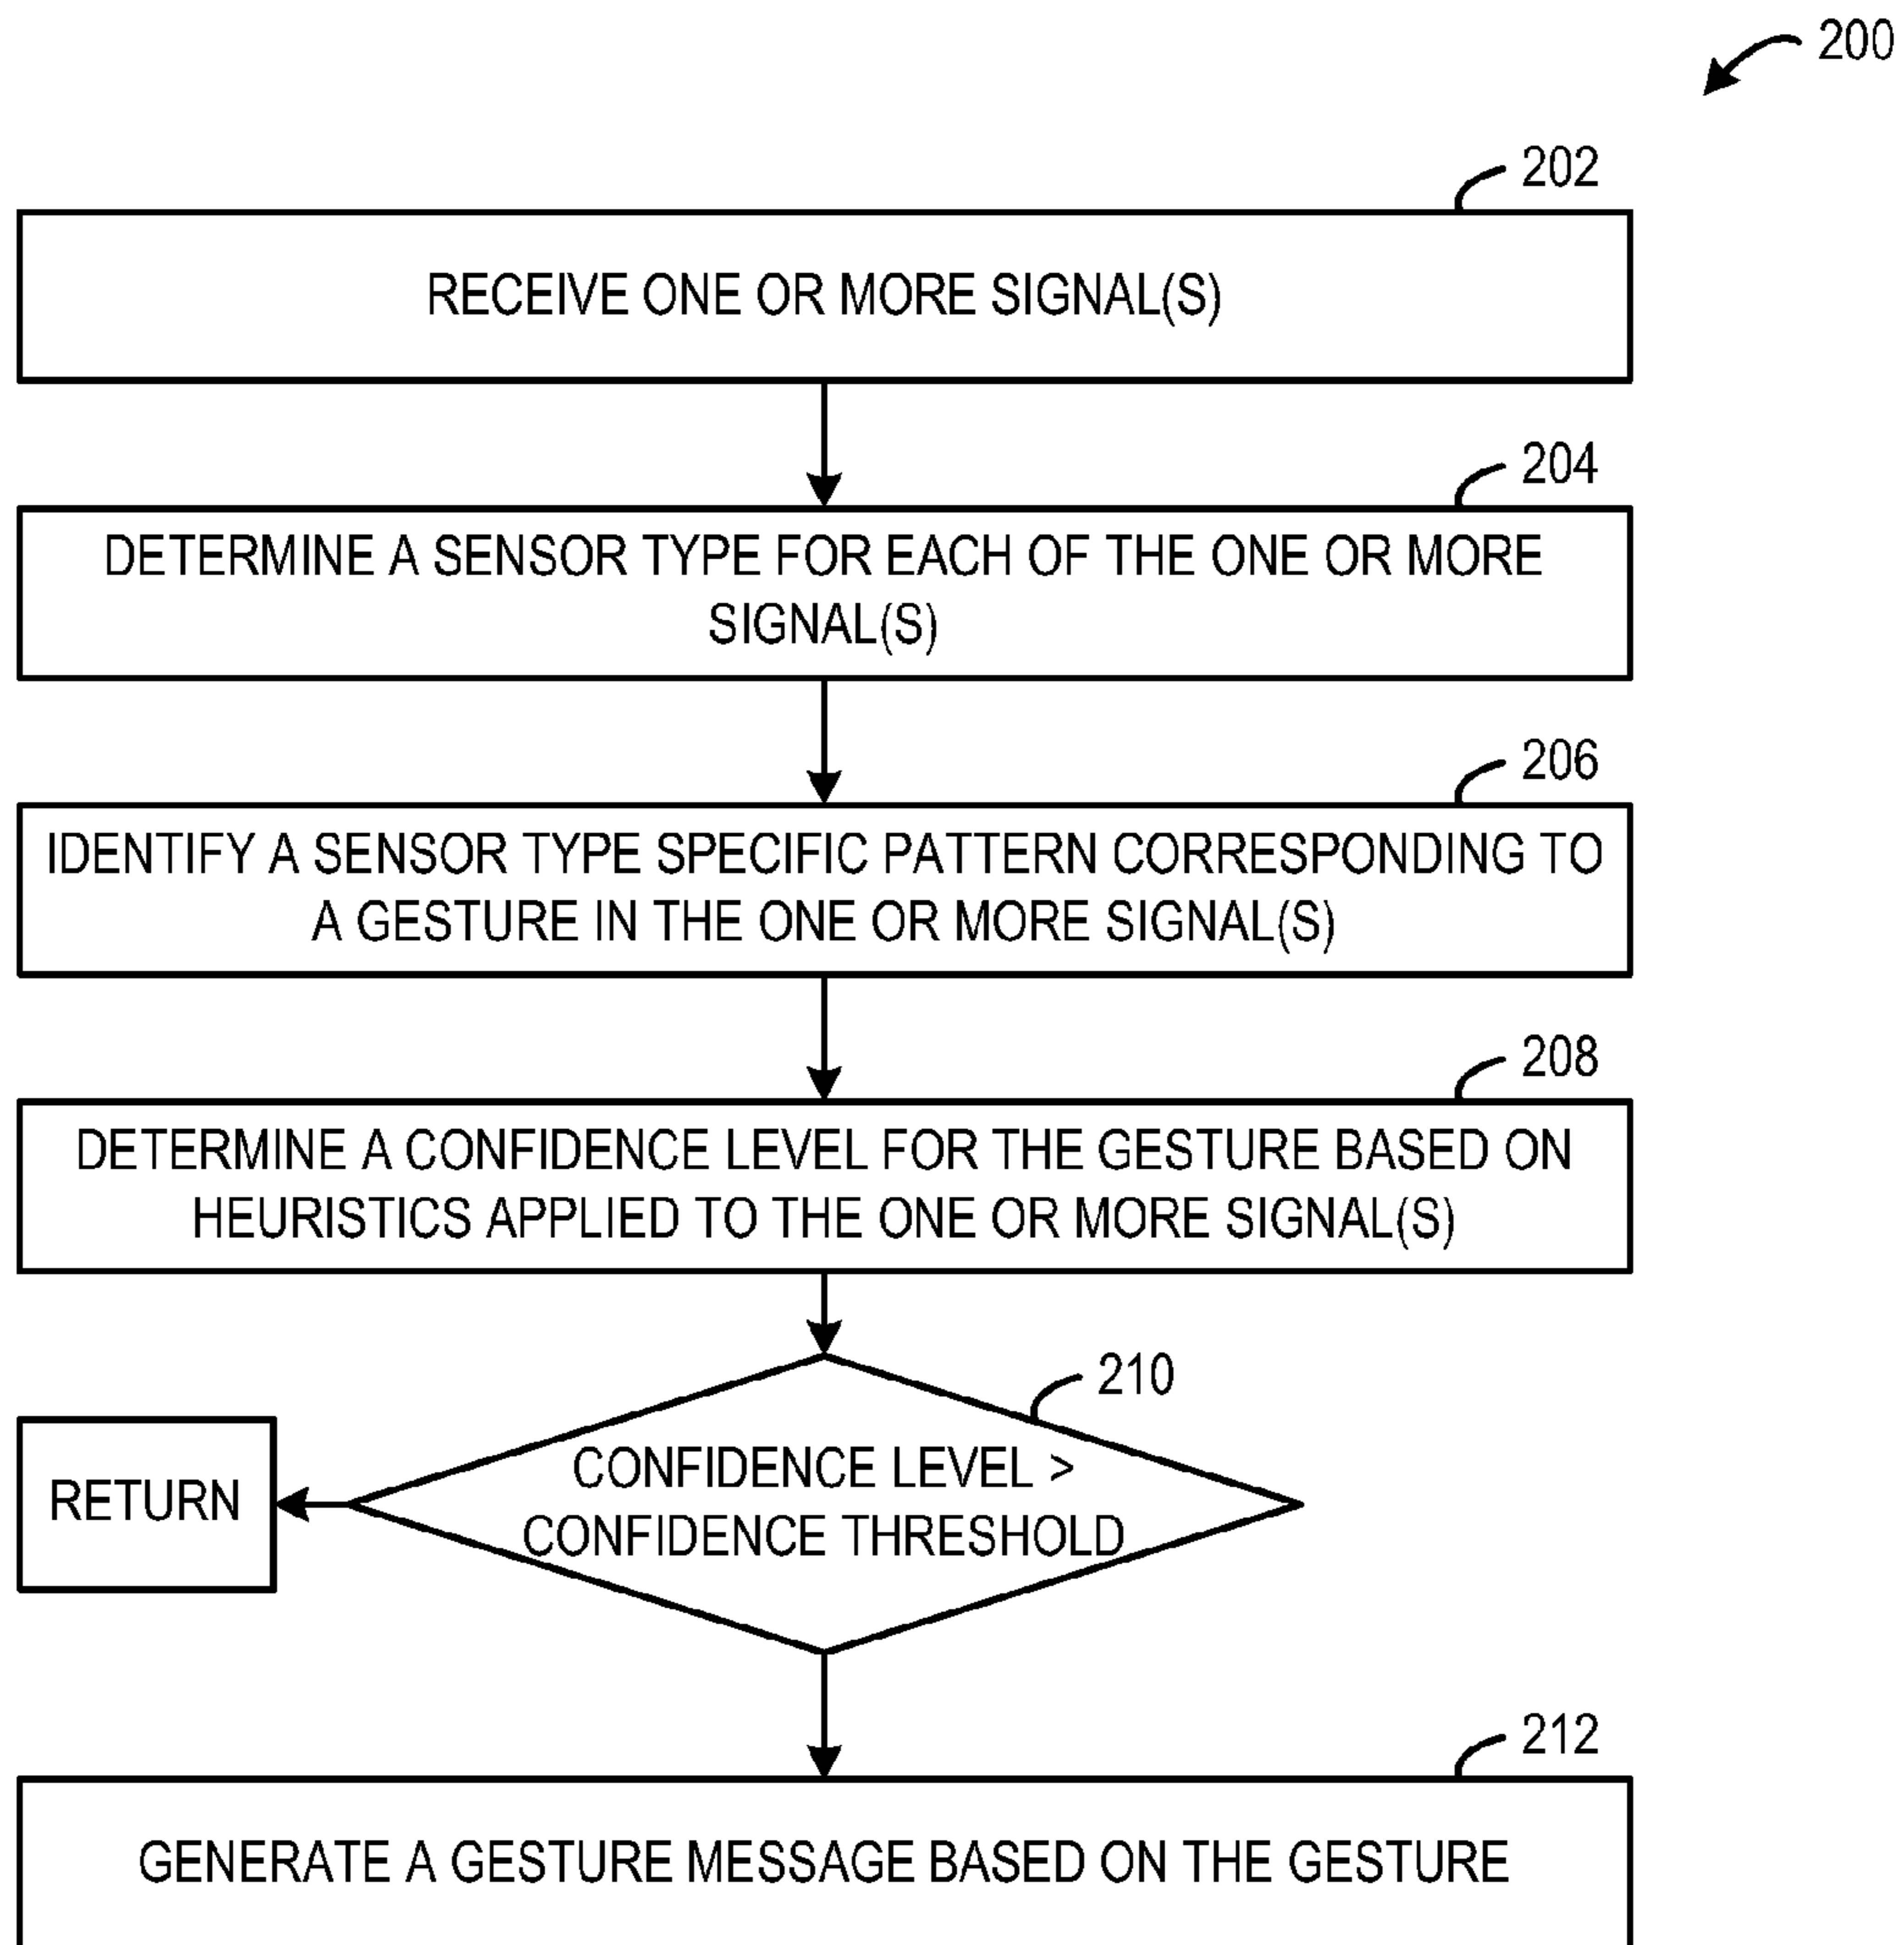 200
202
RECEIVE ONE OR MORE SIGNAL(S)
204
DETERMINE A SENSOR TYPE FOR EACH OF THE ONE OR MORE
SIGNAL(S)
206
IDENTIFY A SENSOR TYPE SPECIFIC PATTERN CORRESPONDING TO
A GESTURE IN THE ONE OR MORE SIGNAL(S)
208
DETERMINE A CONFIDENCE LEVEL FOR THE GESTURE BASED ON
HEURISTICS APPLIED TO THE ONE OR MORE SIGNAL(S)
210
CONFIDENCE LEVEL >
CONFIDENCE THRESHOLD
RETURN
212
GENERATE A GESTURE MESSAGE BASED ON THE GESTURE